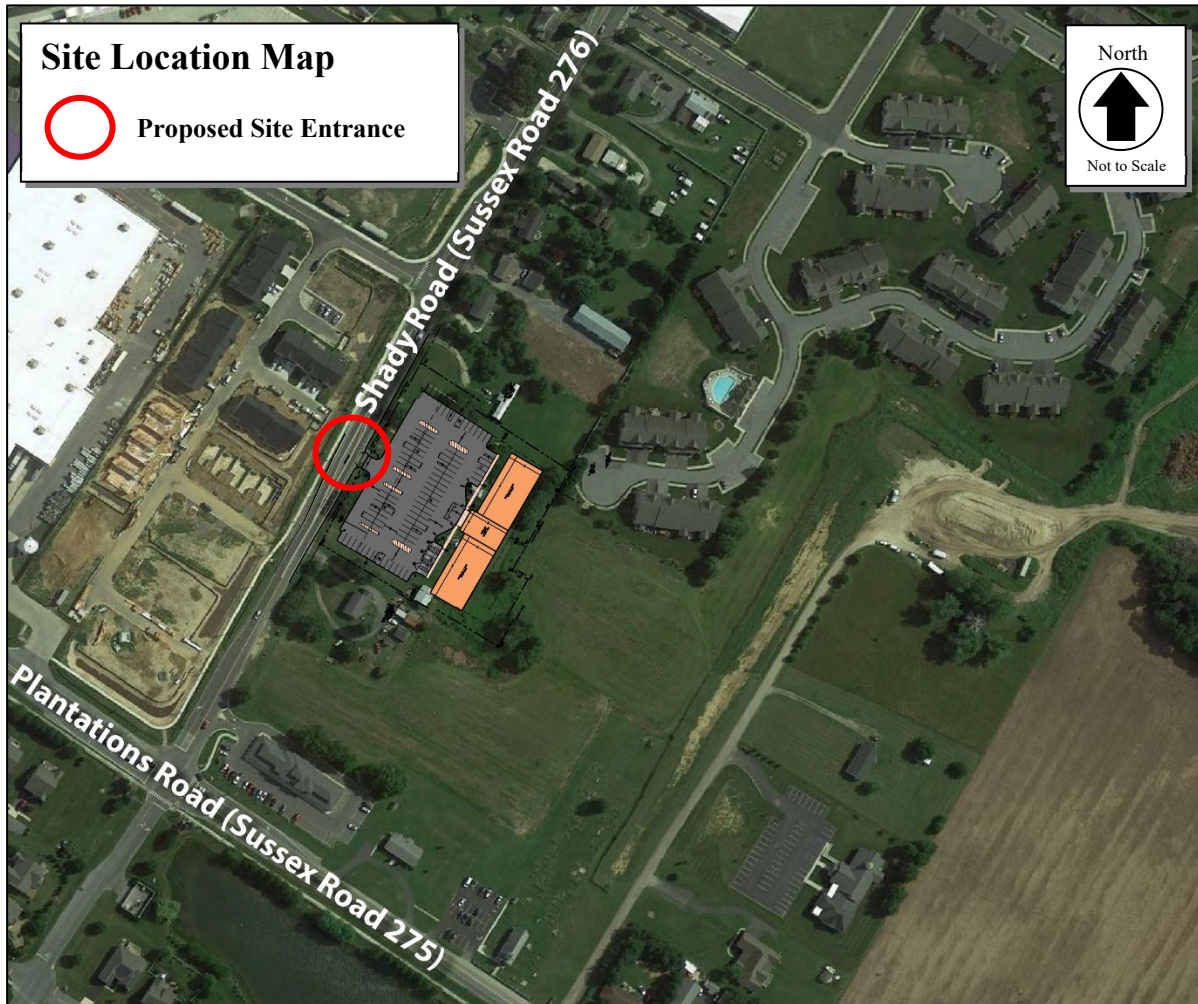 Site Location Map
Proposed Site Entrance
North
Not to Scale
Shady Road (Sussex Road 276)
Plantations Road (Sussex Road 275)